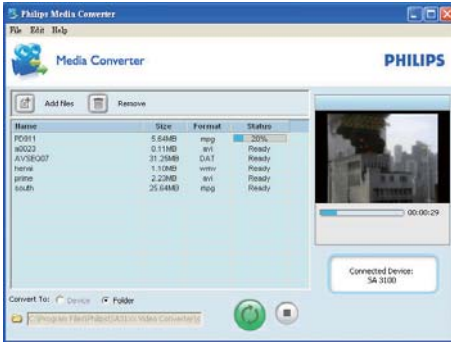 Philips Media Converter
File Edit Help
Media Converter
PHILIPS
Add files Remove
Name Size Format Status
PD911 5.64MB mpg 20%
a0023 0.11MB avi Ready
AVSEQ07 31.25MB DAT Ready
herval 1.10MB wmv Ready
prime 2.23MB avi Ready
south 25.64MB mpg Ready
00:00:29
Connected Device:
SA 3100
Convert To: Device Folder